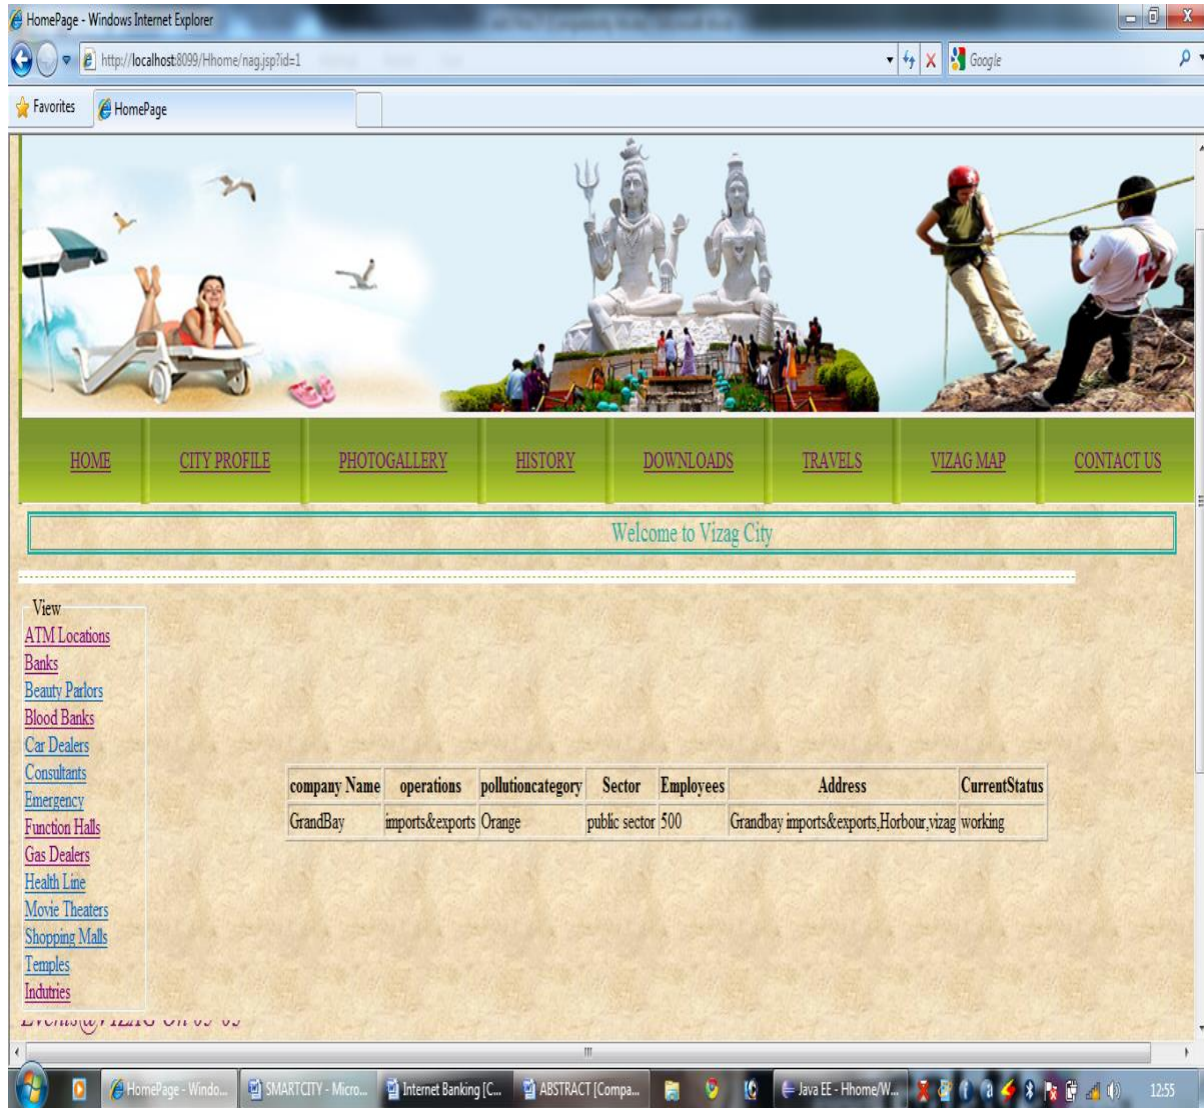 HomePage - Windows Internet Explorer
http://localhost:8099/Hhome/nag.jsp?id=1
Google
Favorites
HomePage
HOME
CITY PROFILE
PHOTOGALLERY
HISTORY
DOWNLOADS
TRAVELS
VIZAG MAP
CONTACT US
Welcome to Vizag City
View
ATM Locations
Banks
Beauty Parlors
Blood Banks
Car Dealers
Consultants
Emergency
Function Halls
Gas Dealers
Health Line
Movie Theaters
Shopping Malls
Temples
Indutries
company Name operations pollutioncategory Sector Employees Address CurrentStatus
GrandBay imports&exports Orange public sector 500 Grandbay imports&exports,Horbour,vizag working
Events@VIZAG On
HomePage - Windo...
SMARTCITY - Micro...
Internet Banking [C...
ABSTRACT [Compa...
Java EE - Hhome/W...
12:55